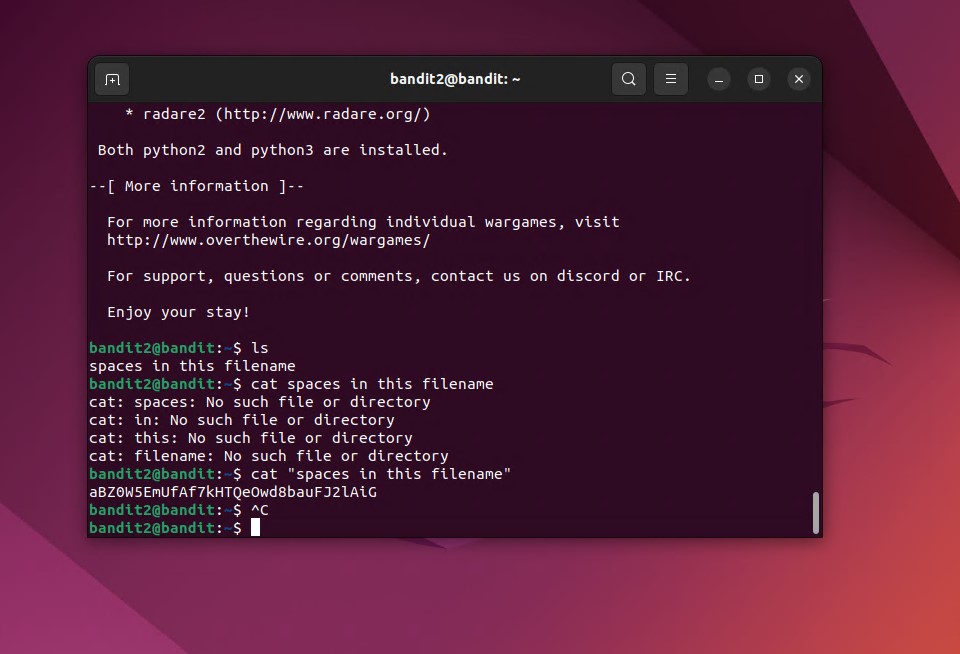 bandit2@bandit: ~
* radare2 (http://www.radare.org/)
Both python2 and python3 are installed.
--[ More information ]--
For more information regarding individual wargames, visit
http://www.overthewire.org/wargames/
For support, questions or comments, contact us on discord or IRC.
Enjoy your stay!
bandit2@bandit:~$ ls
spaces in this filename
bandit2@bandit:~$ cat spaces in this filename
cat: spaces: No such file or directory
cat: in: No such file or directory
cat: this: No such file or directory
cat: filename: No such file or directory
bandit2@bandit:~$ cat "spaces in this filename"
aBZ0W5EmUfAf7kHTQeOwd8bauFJ2lAiG
bandit2@bandit:~$ ^C
bandit2@bandit:~$